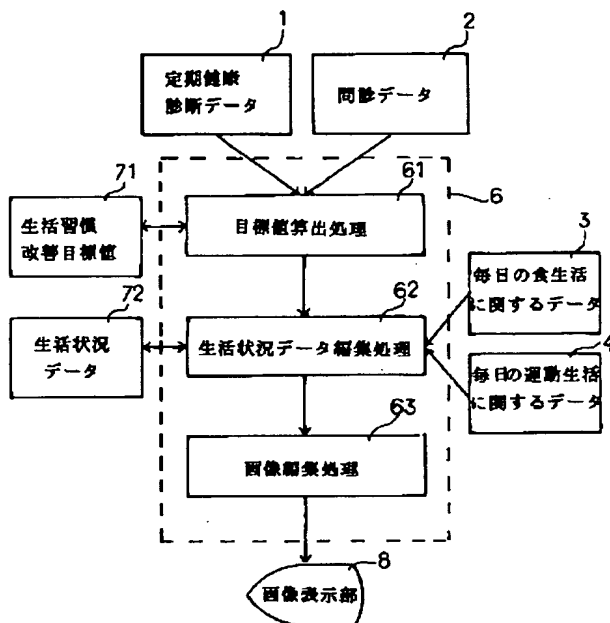 1
2
定期健康
診断データ
問診データ
71
61
6
生活習慣
改善目標値
目標値算出処理
3
72
62
毎日の食生活
に関するデータ
生活状況
データ
生活状況データ編集処理
4
毎日の運動生活
に関するデータ
63
画像編集処理
8
画像表示部